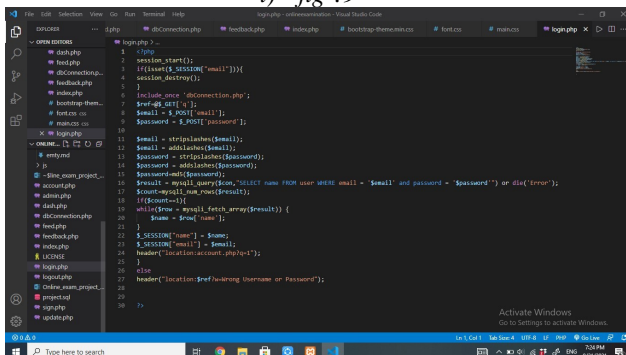 File Edit Selection View Go Run Terminal Help
login.php - onlineexamination - Visual Studio Code
EXPLORER
d.php
dbConnection.php
feedback.php
index.php
# bootstrap-theme.min.css
# font.css
# main.css
login.php
OPEN EDITORS
dash.php
feed.php
dbConnection.p...
feedback.php
index.php
# bootstrap-them...
# font.css css
# main.css css
login.php
ONLINE...
emty.md
js
~$line_exam_project_...
account.php
admin.php
dash.php
dbConnection.php
feed.php
feedback.php
index.php
LICENSE
login.php
logout.php
Online_exam_project_...
project.sql
sign.php
update.php
login.php > ...
1 <?php
2 session_start();
3 if(isset($_SESSION["email"])){
4 session_destroy();
5 }
6 include_once 'dbConnection.php';
7 $ref=@$_GET['q'];
8 $email = $_POST['email'];
9 $password = $_POST['password'];
10
11 $email = stripslashes($email);
12 $email = addslashes($email);
13 $password = stripslashes($password);
14 $password = addslashes($password);
15 $password=md5($password);
16 $result = mysqli_query($con,"SELECT name FROM user WHERE email = '$email' and password = '$password'") or die('Error');
17 $count=mysqli_num_rows($result);
18 if($count==1){
19 while($row = mysqli_fetch_array($result)) {
20 $name = $row['name'];
21 }
22 $_SESSION["name"] = $name;
23 $_SESSION["email"] = $email;
24 header("location:account.php?q=1");
25 }
26 else
27 header("location:$ref?w=Wrong Username or Password");
28
29
30 ?>
Activate Windows
Go to Settings to activate Windows.
0 0
Ln 1, Col 1 Tab Size: 4 UTF-8 LF PHP Go Live
Type here to search
ENG
7:24 PM